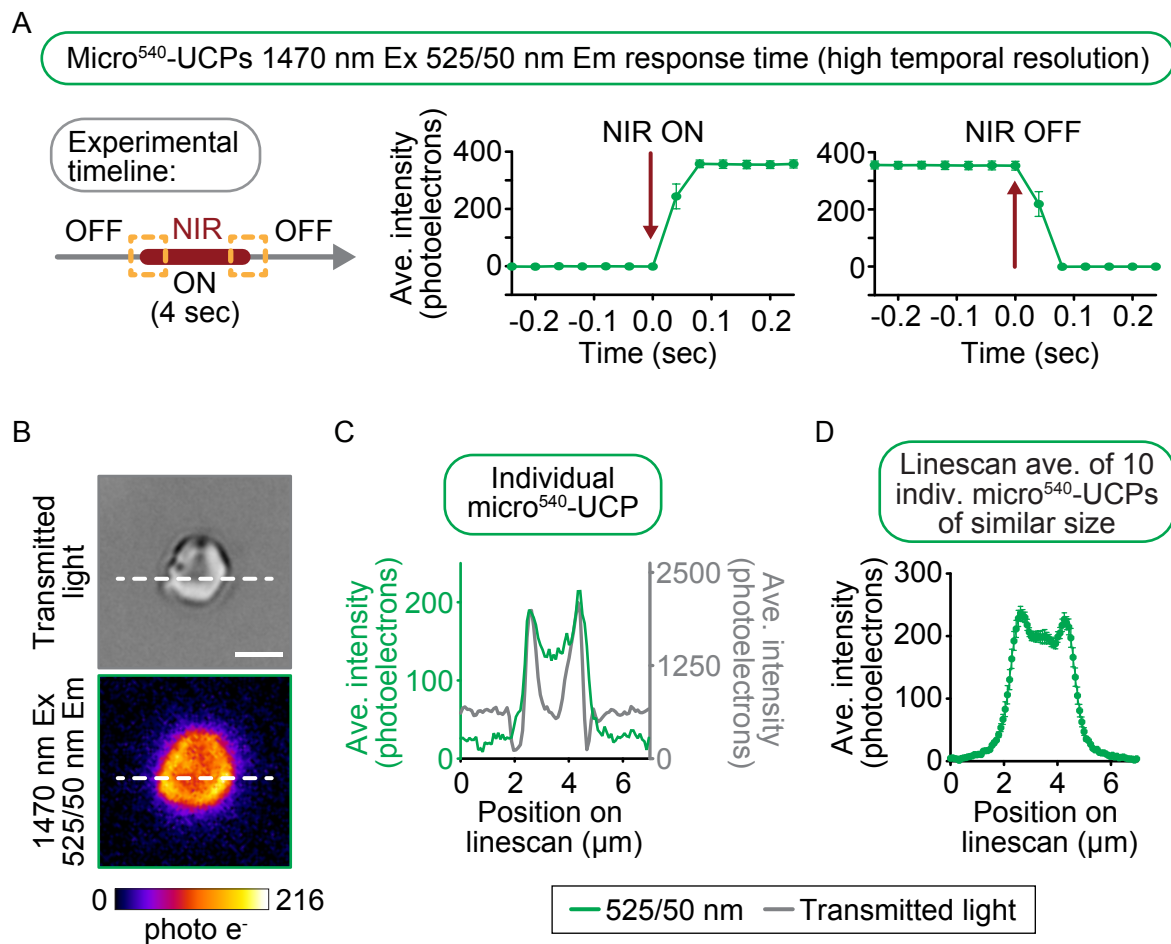 A
Micro⁵⁴⁰-UCPs 1470 nm Ex 525/50 nm Em response time (high temporal resolution)
Experimental
timeline:
OFF
NIR
OFF
ON
(4 sec)
NIR ON
Ave. intensity
(photoelectrons)
400
200
0
-0.2
-0.1
0.0
0.1
0.2
Time (sec)
NIR OFF
400
200
0
-0.2
-0.1
0.0
0.1
0.2
Time (sec)
B
Transmitted
light
1470 nm Ex
525/50 nm Em
0
216
photo e⁻
C
Individual
micro⁵⁴⁰-UCP
Ave. intensity
(photoelectrons)
200
100
0
2500
1250
0
Ave. intensity
(photoelectrons)
0
2
4
6
Position on
linescan (µm)
D
Linescan ave. of 10
indiv. micro⁵⁴⁰-UCPs
of similar size
Ave. intensity
(photoelectrons)
300
200
100
0
0
2
4
6
Position on
linescan (µm)
525/50 nm
Transmitted light